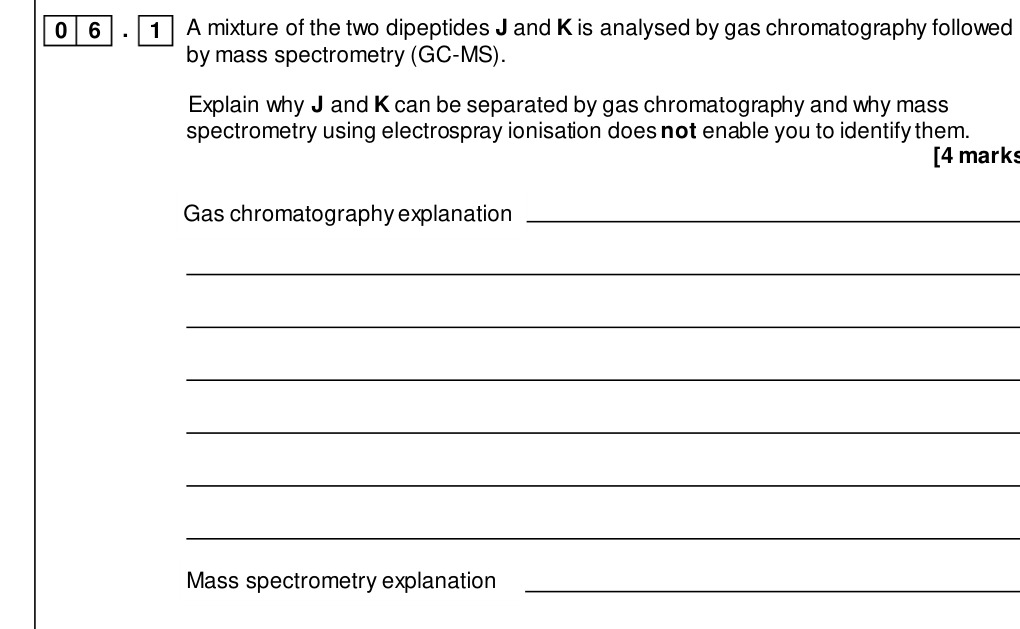 0 6 . 1 A mixture of the two dipeptides J and K is analysed by gas chromatography followed
by mass spectrometry (GC-MS).
Explain why J and K can be separated by gas chromatography and why mass
spectrometry using electrospray ionisation does not enable you to identify them.
[4 marks
Gas chromatography explanation
Mass spectrometry explanation